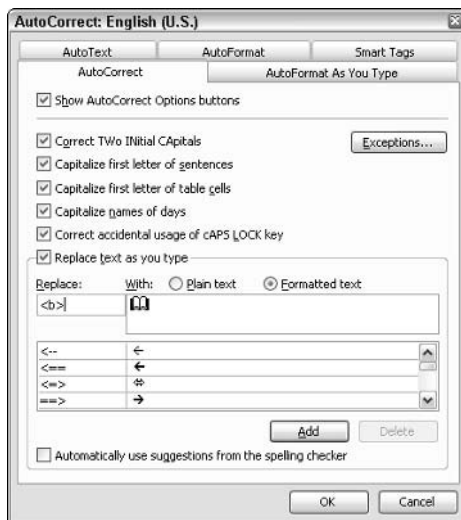 AutoCorrect: English (U.S.)
AutoText AutoFormat Smart Tags
AutoCorrect AutoFormat As You Type
Show AutoCorrect Options buttons
Correct TWo INitial CApitals Exceptions...
Capitalize first letter of sentences
Capitalize first letter of table cells
Capitalize names of days
Correct accidental usage of cAPS LOCK key
Replace text as you type
Replace: With: Plain text Formatted text
<b>
<-- ←
<== ←
<=> ⇔
==> →
Add Delete
Automatically use suggestions from the spelling checker
OK Cancel